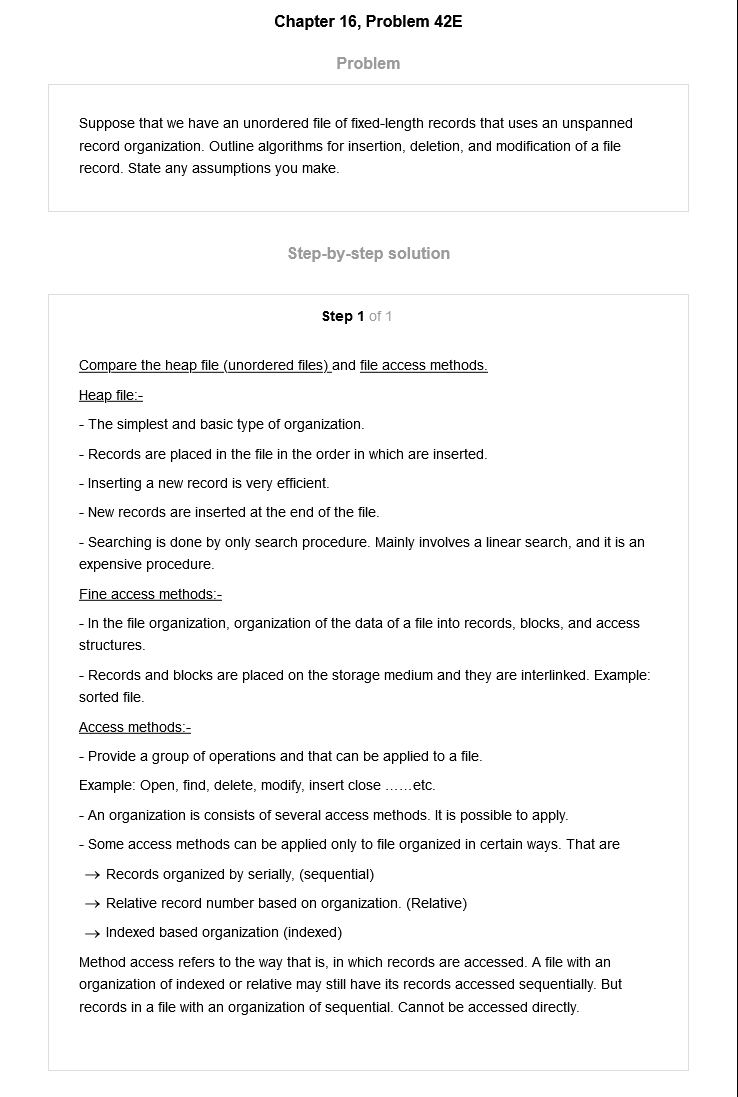 Chapter 16, Problem 42E
Problem
Suppose that we have an unordered file of fixed-length records that uses an unspanned
record organization. Outline algorithms for insertion, deletion, and modification of a file
record. State any assumptions you make.
Step-by-step solution
Step 1 of 1
Compare the heap file (unordered files) and file access methods.
Heap file:-
- The simplest and basic type of organization.
- Records are placed in the file in the order in which are inserted.
- Inserting a new record is very efficient.
- New records are inserted at the end of the file.
- Searching is done by only search procedure. Mainly involves a linear search, and it is an
expensive procedure.
Fine access methods:-
- In the file organization, organization of the data of a file into records, blocks, and access
structures.
- Records and blocks are placed on the storage medium and they are interlinked. Example:
sorted file.
Access methods:-
- Provide a group of operations and that can be applied to a file.
Example: Open, find, delete, modify, insert close ……etc.
- An organization is consists of several access methods. It is possible to apply.
- Some access methods can be applied only to file organized in certain ways. That are
→ Records organized by serially, (sequential)
→ Relative record number based on organization. (Relative)
→ Indexed based organization (indexed)
Method access refers to the way that is, in which records are accessed. A file with an
organization of indexed or relative may still have its records accessed sequentially. But
records in a file with an organization of sequential. Cannot be accessed directly.